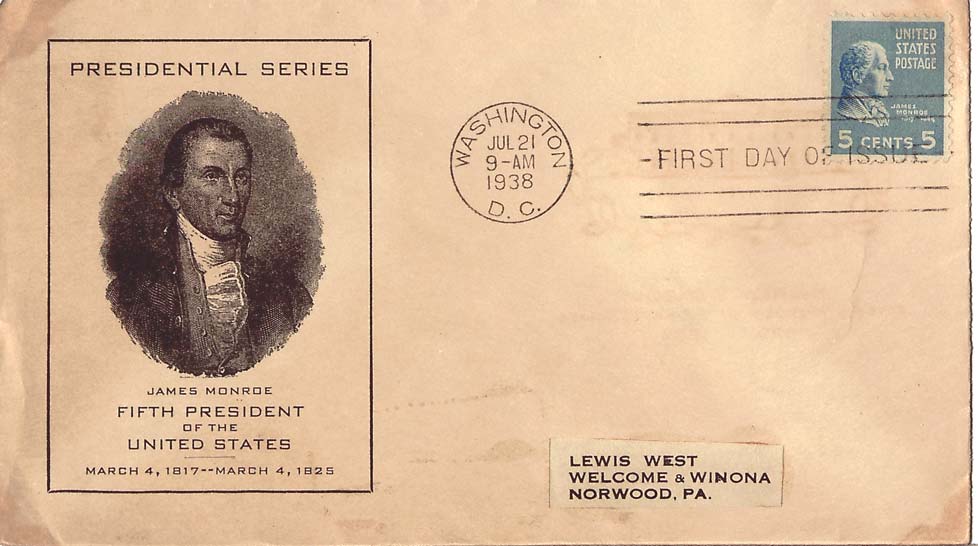 PRESIDENTIAL SERIES
JAMES MONROE
FIFTH PRESIDENT
OF THE
UNITED STATES
MARCH 4, 1817--MARCH 4, 1825
WASHINGTON
JUL 21
9-AM
1938
D. C.
FIRST DAY OF ISSUE
UNITED
STATES
POSTAGE
JAMES
MONROE
5 CENTS 5
LEWIS WEST
WELCOME & WINONA
NORWOOD, PA.